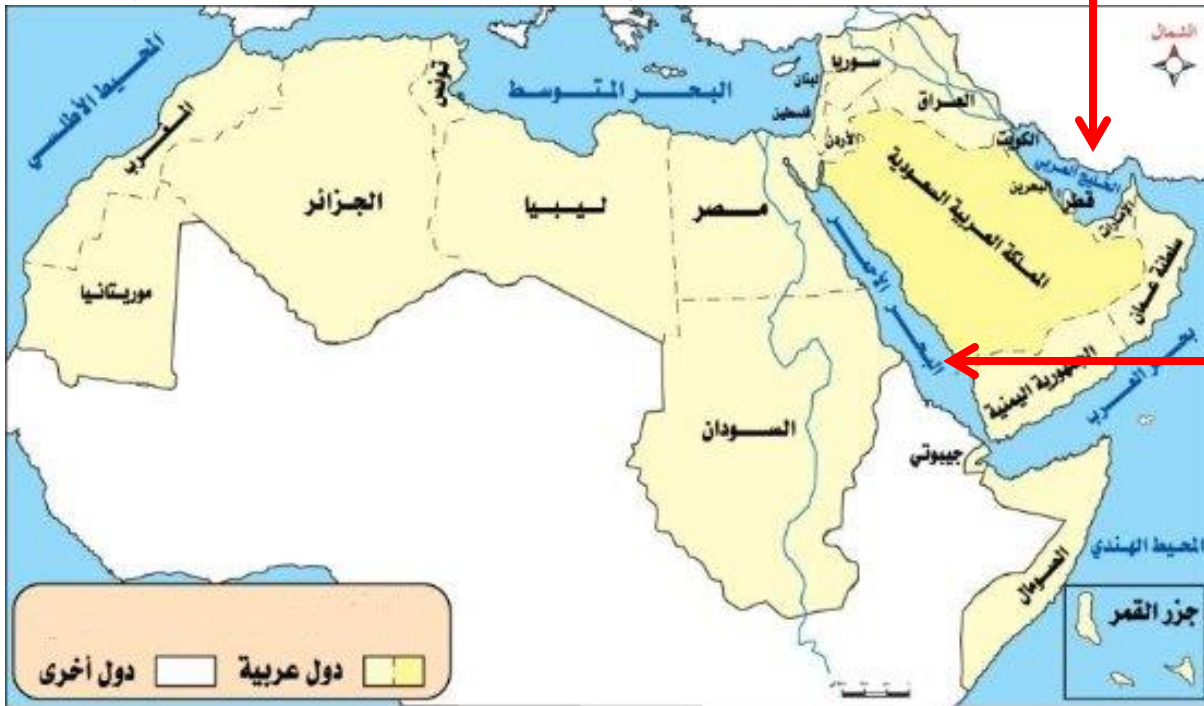 الشمال
المحيط الأطلسي
البحر المتوسط
المغرب
تونس
الجزائر
ليبيا
مصر
موريتانيا
السودان
سوريا
لبنان
فلسطين
الأردن
العراق
الكويت
الخليج العربي
البحرين
قطر
الإمارات
المملكة العربية السعودية
سلطنة عمان
البحر الأحمر
الجمهورية اليمنية
بحر العرب
جيبوتي
الصومال
المحيط الهندي
جزر القمر
دول عربية
دول أخرى